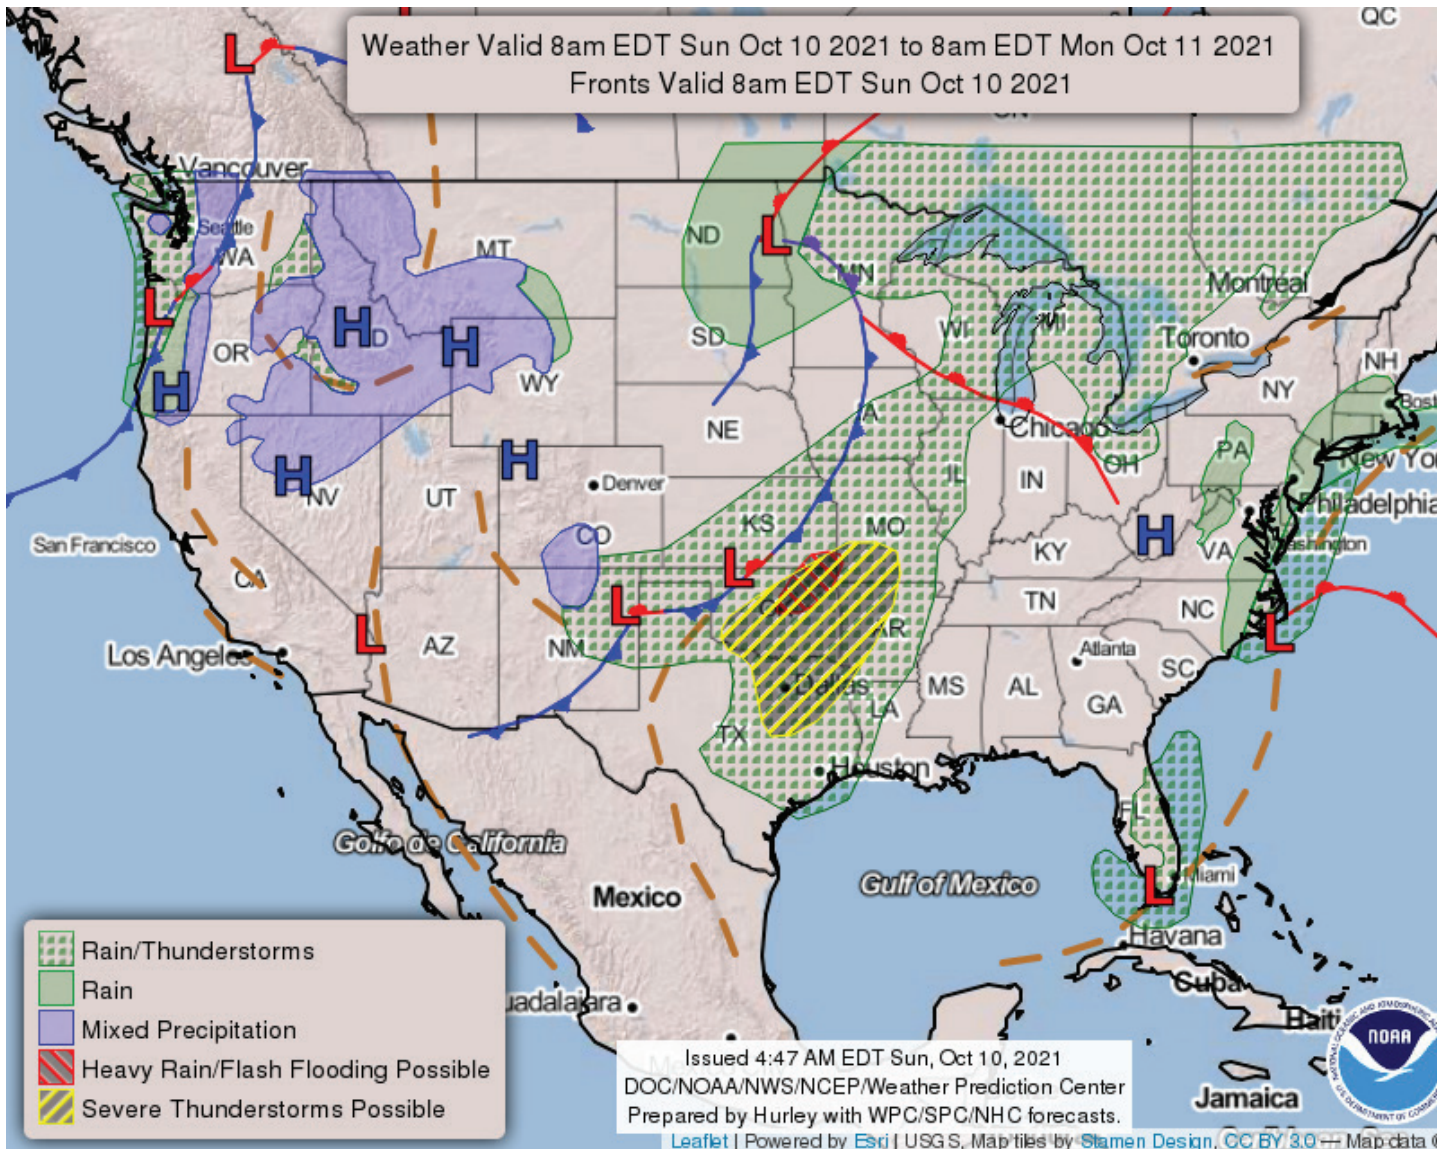 QC
Weather Valid 8am EDT Sun Oct 10 2021 to 8am EDT Mon Oct 11 2021
Fronts Valid 8am EDT Sun Oct 10 2021
L
Vancouver
Seattle
WA
MT
ND
L
MN
Montreal
L
OR
H
H
SD
WI
MI
Toronto
NH
H
WY
NY
Bost
NE
Chicago
OH
PA
New Yo
H
H
NV
UT
Denver
IL
IN
Philadelphia
San Francisco
CO
KS
MO
H
KY
VA
ashington
CA
L
L
TN
NC
L
Los Angeles
AZ
NM
AR
Atlanta
SC
L
Dallas
MS
AL
GA
TX
LA
Houston
FL
Golfo de California
Gulf of Mexico
L
Miami
Mexico
Havana
Cuba
uadalajara
Haiti
Rain/Thunderstorms
Rain
Mixed Precipitation
Heavy Rain/Flash Flooding Possible
Severe Thunderstorms Possible
NOAA
Issued 4:47 AM EDT Sun, Oct 10, 2021
DOC/NOAA/NWS/NCEP/Weather Prediction Center
Prepared by Hurley with WPC/SPC/NHC forecasts.
Jamaica
Leaflet | Powered by Esri | USGS, Map tiles by Stamen Design, CC BY 3.0 — Map data ©